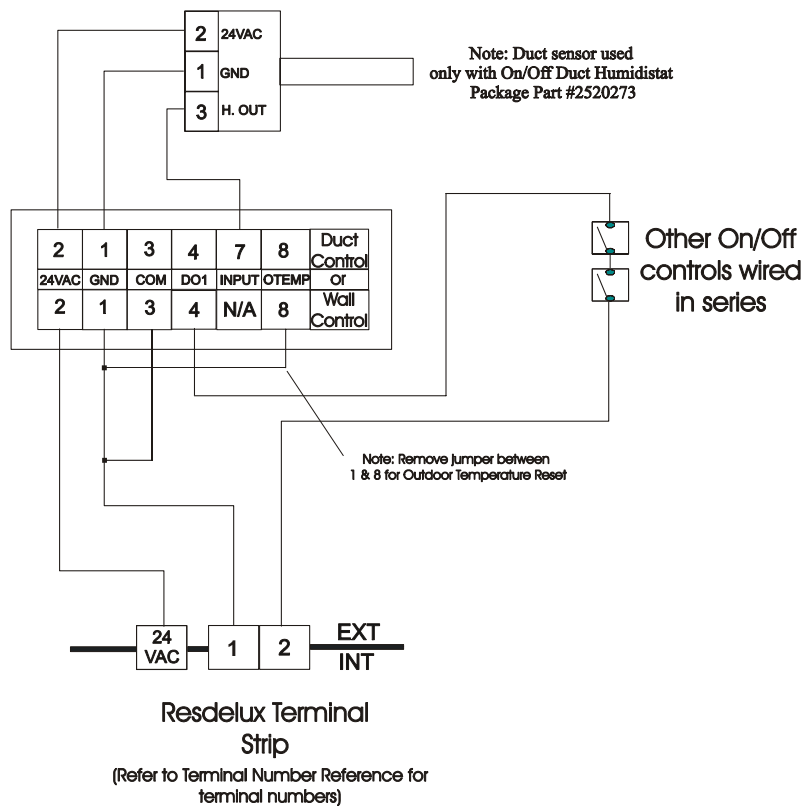 2 24VAC
1 GND
3 H. OUT
Note: Duct sensor used
only with On/Off Duct Humidistat
Package Part #2520273
2 1 3 4 7 8 Duct
Control
24VAC GND COM DO1 INPUT OTEMP or
2 1 3 4 N/A 8 Wall
Control
Other On/Off
controls wired
in series
Note: Remove jumper between
1 & 8 for Outdoor Temperature Reset
24
VAC
1 2
EXT
INT
Resdelux Terminal
Strip
(Refer to Terminal Number Reference for
terminal numbers)